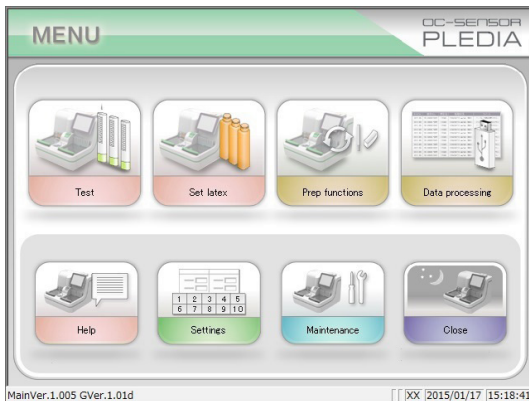 MENU
OC-SENSOR
PLEDIA
Test
Set latex
Prep functions
Data processing
Help
1 2 3 4 5
6 7 8 9 10
Settings
Maintenance
Close
MainVer.1.005 GVer.1.01d
XX 2015/01/17 15:18:41